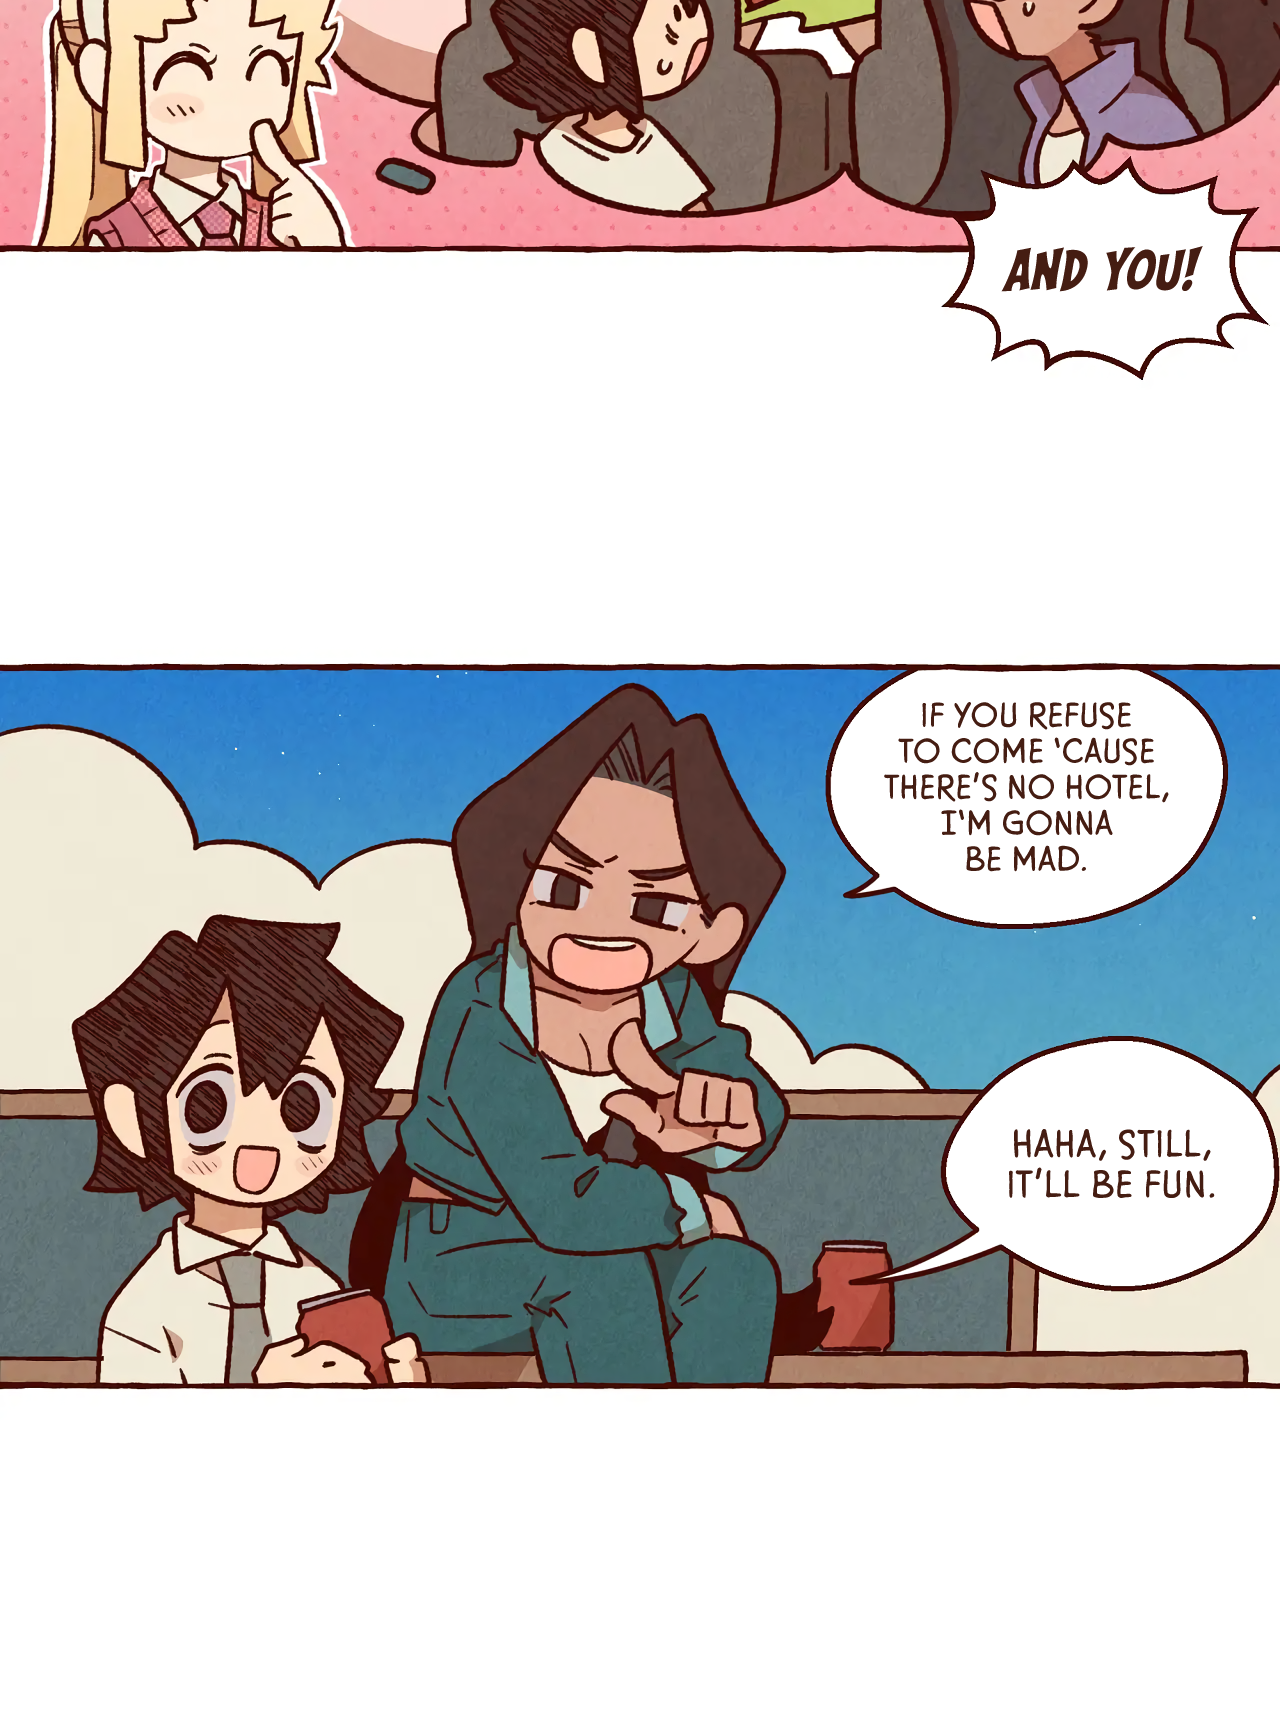 AND YOU!
IF YOU REFUSE
TO COME 'CAUSE
THERE'S NO HOTEL,
I'M GONNA
BE MAD.
HAHA, STILL,
IT'LL BE FUN.